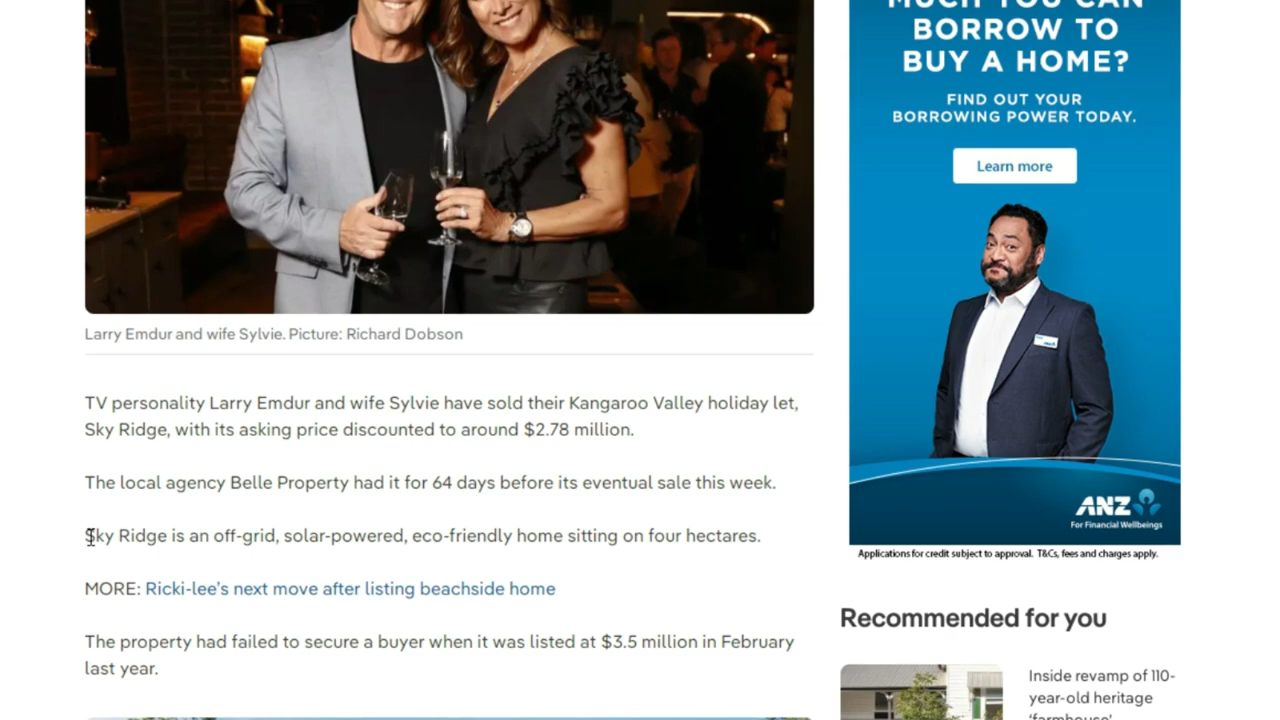 Larry Emdur and wife Sylvie. Picture: Richard Dobson
TV personality Larry Emdur and wife Sylvie have sold their Kangaroo Valley holiday let,
Sky Ridge, with its asking price discounted to around $2.78 million.
The local agency Belle Property had it for 64 days before its eventual sale this week.
Sky Ridge is an off-grid, solar-powered, eco-friendly home sitting on four hectares.
MORE: Ricki-lee's next move after listing beachside home
The property had failed to secure a buyer when it was listed at $3.5 million in February
last year.
MUCH YOU CAN
BORROW TO
BUY A HOME?
FIND OUT YOUR
BORROWING POWER TODAY.
Learn more
ANZ
For Financial Wellbeings
Applications for credit subject to approval. T&Cs, fees and charges apply.
Recommended for you
Inside revamp of 110-
year-old heritage
'farmhouse'